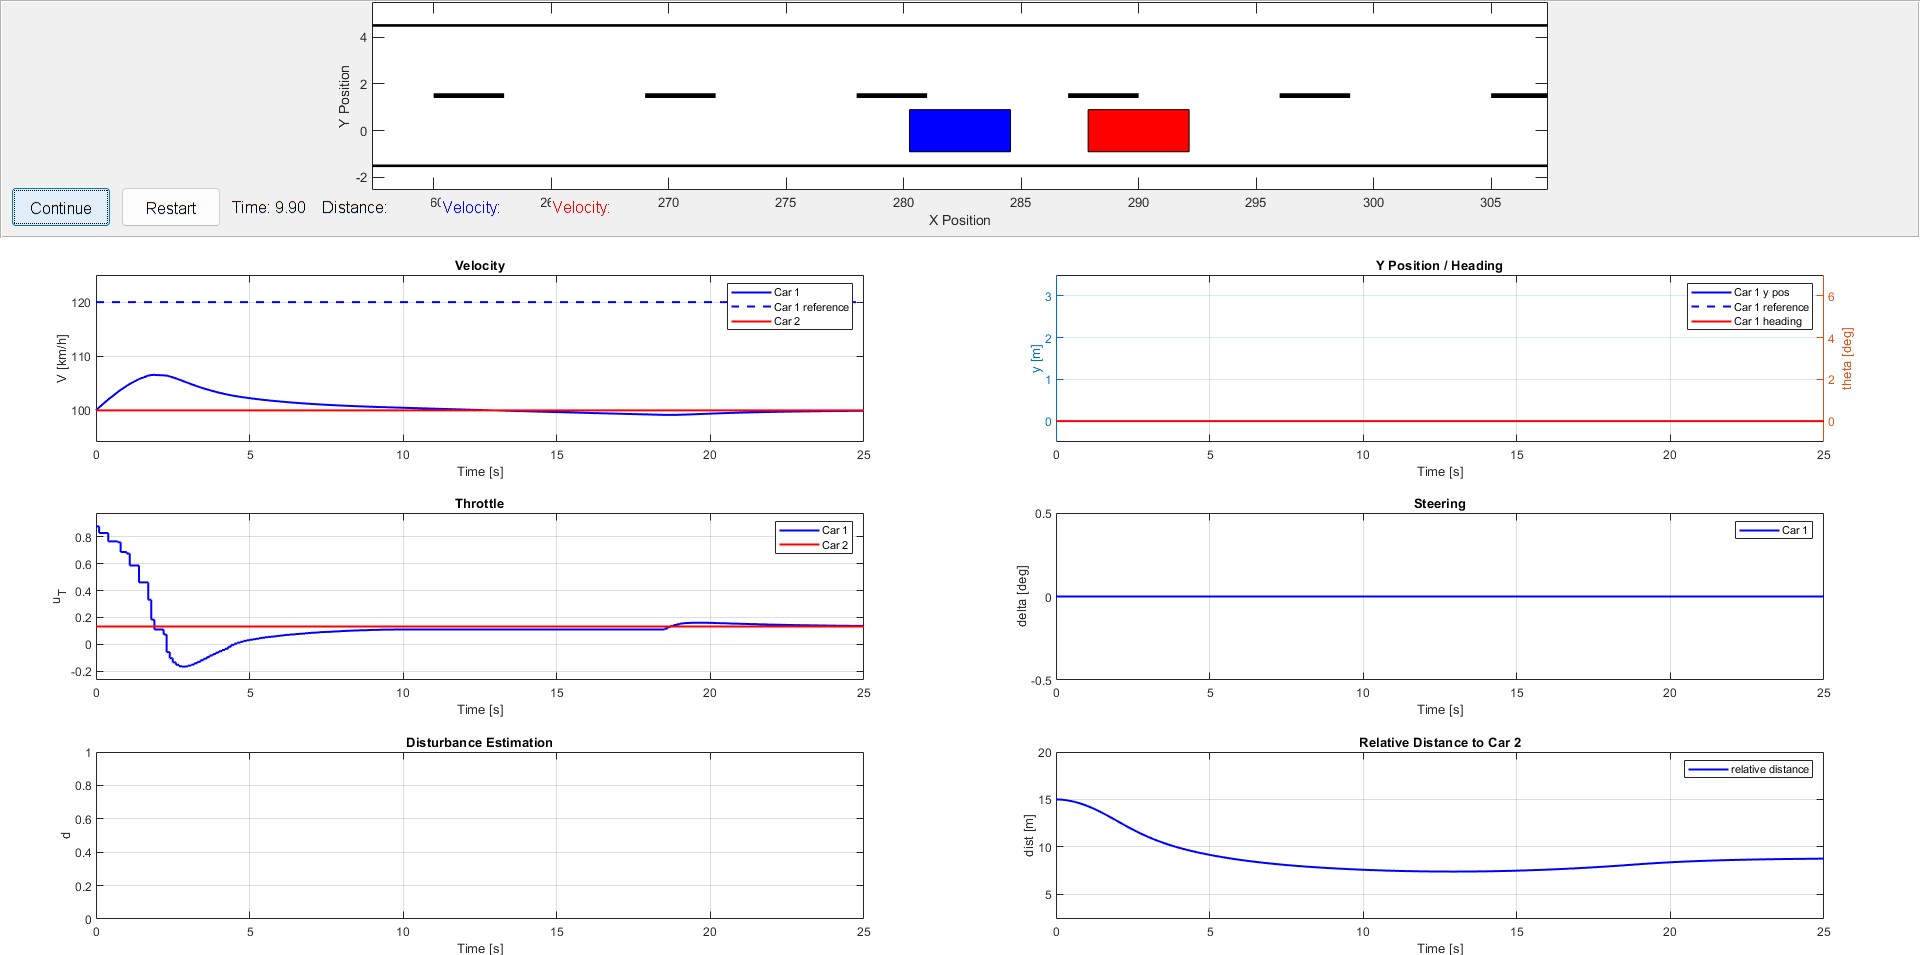 4
2
0
-2
Y Position
Continue
Restart
Time: 9.90
Distance:
Velocity:
Velocity:
270
275
280
285
290
295
300
305
X Position
Velocity
V [km/h]
120
110
100
Car 1
Car 1 reference
Car 2
0 5 10 15 20 25
Time [s]
Y Position / Heading
y [m]
3
2
1
0
Car 1 y pos
Car 1 reference
Car 1 heading
6
4
2
0
theta [deg]
0 5 10 15 20 25
Time [s]
Throttle
u_T
0.8
0.6
0.4
0.2
0
-0.2
Car 1
Car 2
0 5 10 15 20 25
Time [s]
Steering
delta [deg]
0.5
0
-0.5
Car 1
0 5 10 15 20 25
Time [s]
Disturbance Estimation
d
1
0.8
0.6
0.4
0.2
0
0 5 10 15 20 25
Time [s]
Relative Distance to Car 2
dist [m]
20
15
10
5
relative distance
0 5 10 15 20 25
Time [s]